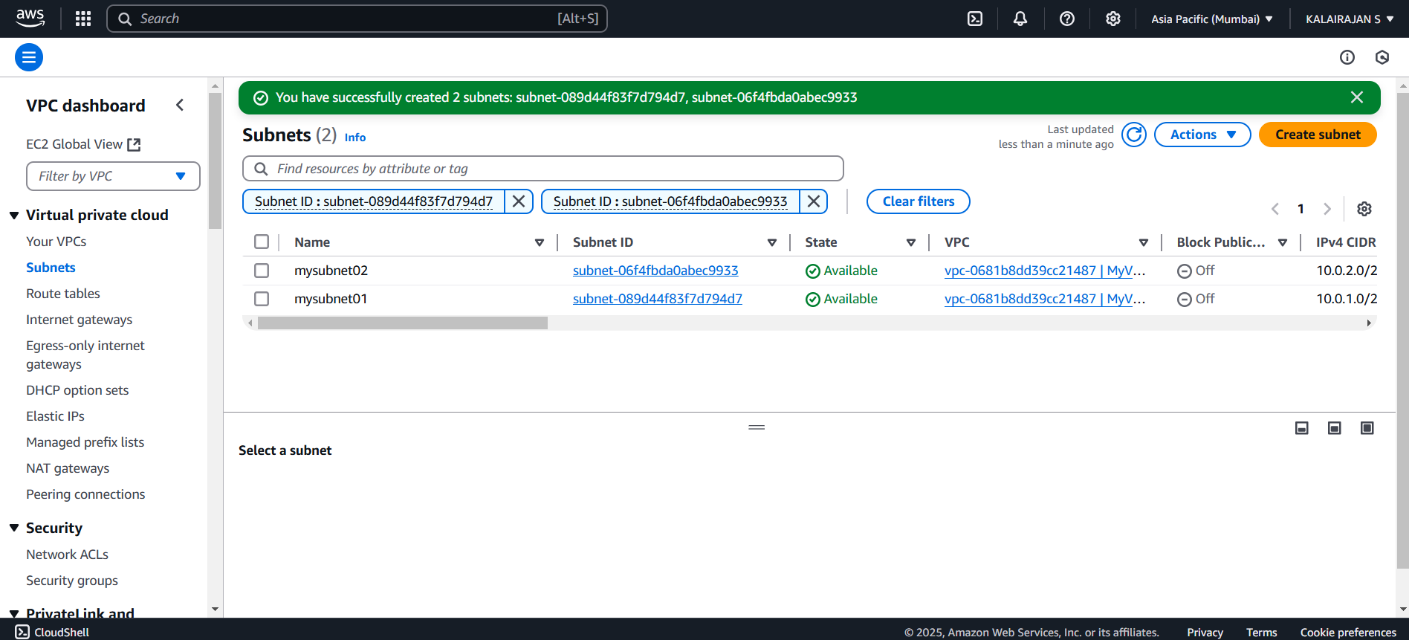 aws
Search [Alt+S]
Asia Pacific (Mumbai)
KALAIRAJAN S
VPC dashboard
EC2 Global View
Filter by VPC
Virtual private cloud
Your VPCs
Subnets
Route tables
Internet gateways
Egress-only internet
gateways
DHCP option sets
Elastic IPs
Managed prefix lists
NAT gateways
Peering connections
Security
Network ACLs
Security groups
PrivateLink and
You have successfully created 2 subnets: subnet-089d44f83f7d794d7, subnet-06f4fbda0abec9933
Subnets (2) Info
Last updated
less than a minute ago
Actions
Create subnet
Find resources by attribute or tag
Subnet ID : subnet-089d44f83f7d794d7
Subnet ID : subnet-06f4fbda0abec9933
Clear filters
1
Name Subnet ID State VPC Block Public... IPv4 CIDR
mysubnet02 subnet-06f4fbda0abec9933 Available vpc-0681b8dd39cc21487 | MyV... Off 10.0.2.0/2
mysubnet01 subnet-089d44f83f7d794d7 Available vpc-0681b8dd39cc21487 | MyV... Off 10.0.1.0/2
Select a subnet
CloudShell
© 2025, Amazon Web Services, Inc. or its affiliates. Privacy Terms Cookie preferences